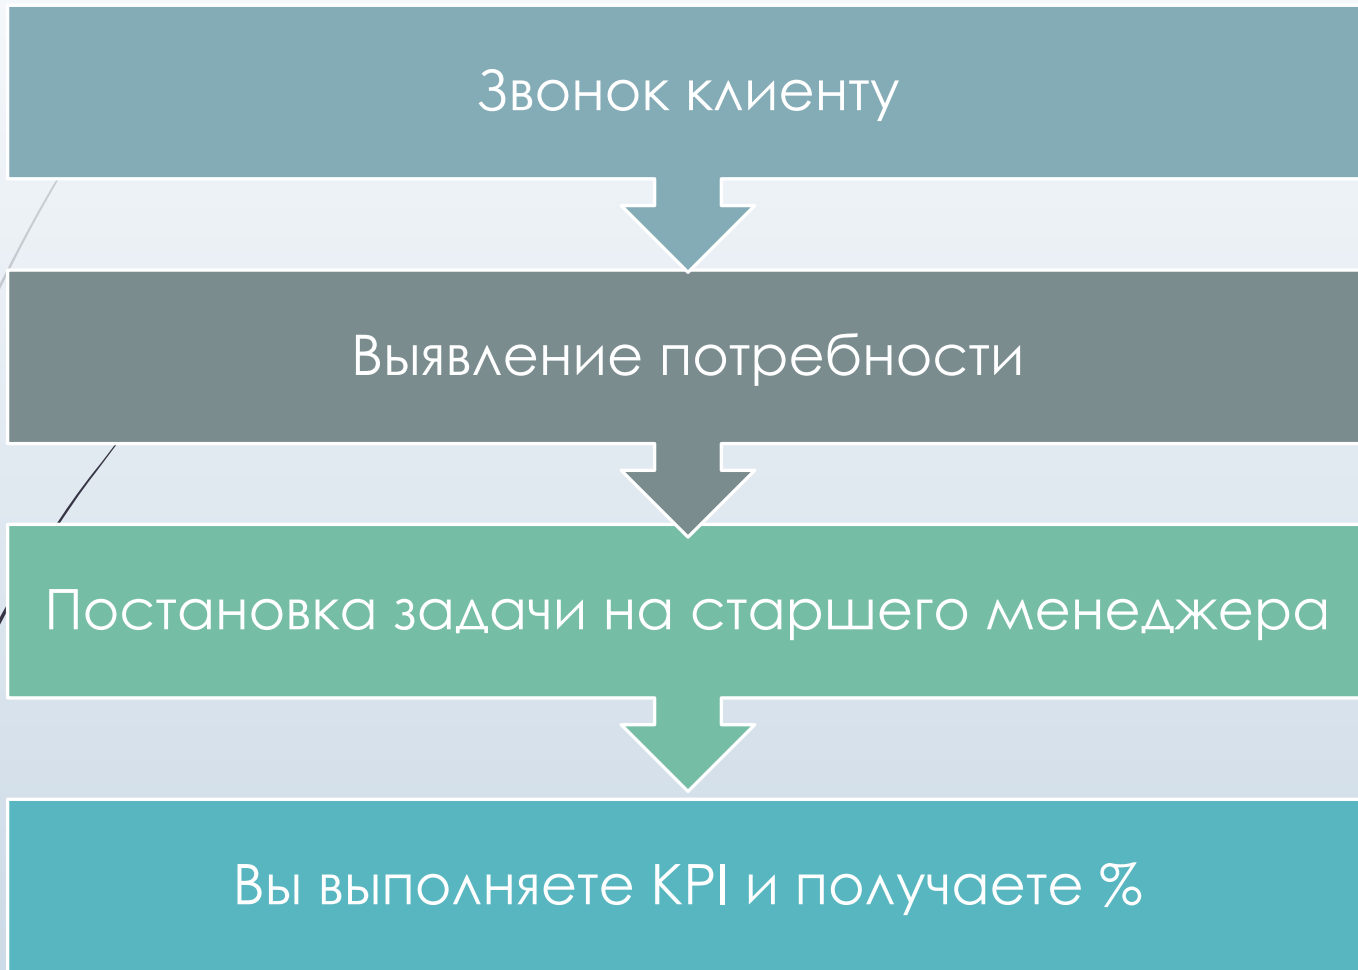 Звонок клиенту
Выявление потребности
Постановка задачи на старшего менеджера
Вы выполняете KPI и получаете %